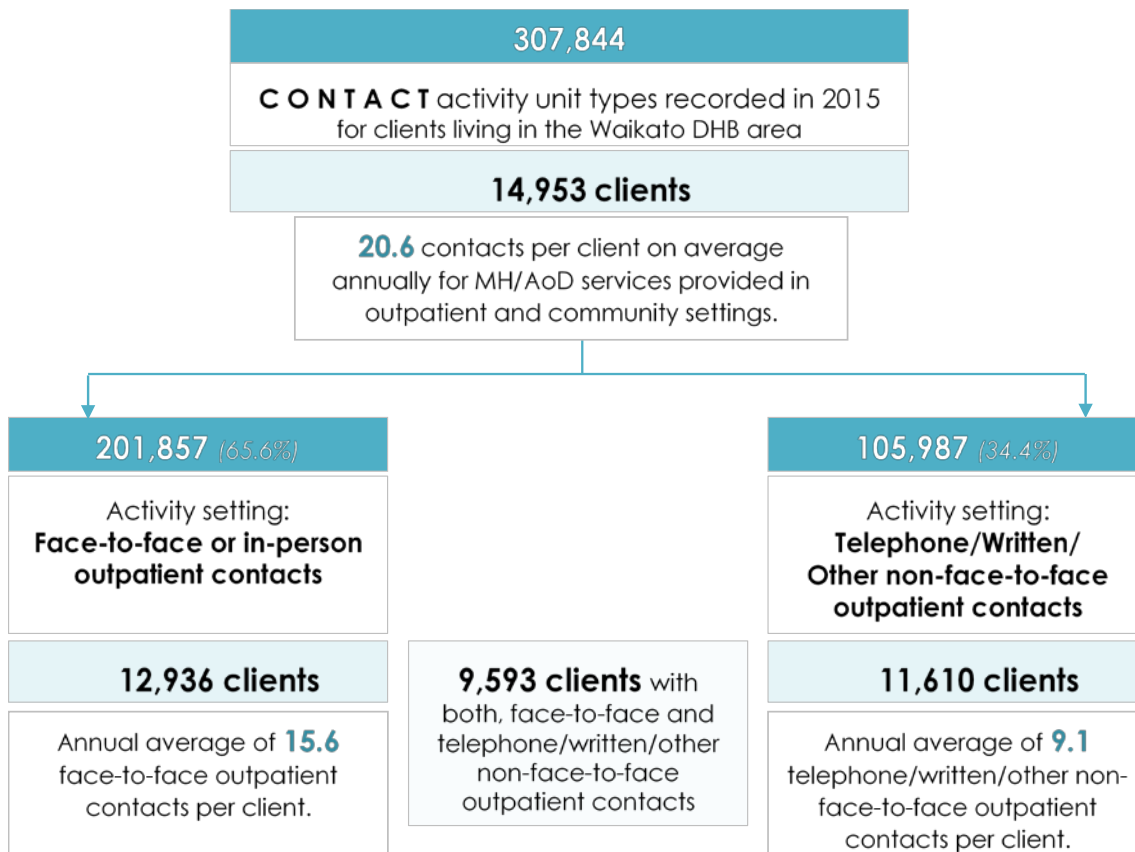 307,844
CONTACT activity unit types recorded in 2015
for clients living in the Waikato DHB area
14,953 clients
20.6 contacts per client on average
annually for MH/AoD services provided in
outpatient and community settings.
201,857 (65.6%)
Activity setting:
Face-to-face or in-person
outpatient contacts
12,936 clients
Annual average of 15.6
face-to-face outpatient
contacts per client.
9,593 clients with
both, face-to-face and
telephone/written/other
non-face-to-face
outpatient contacts
105,987 (34.4%)
Activity setting:
Telephone/Written/
Other non-face-to-face
outpatient contacts
11,610 clients
Annual average of 9.1
telephone/written/other non-
face-to-face outpatient
contacts per client.